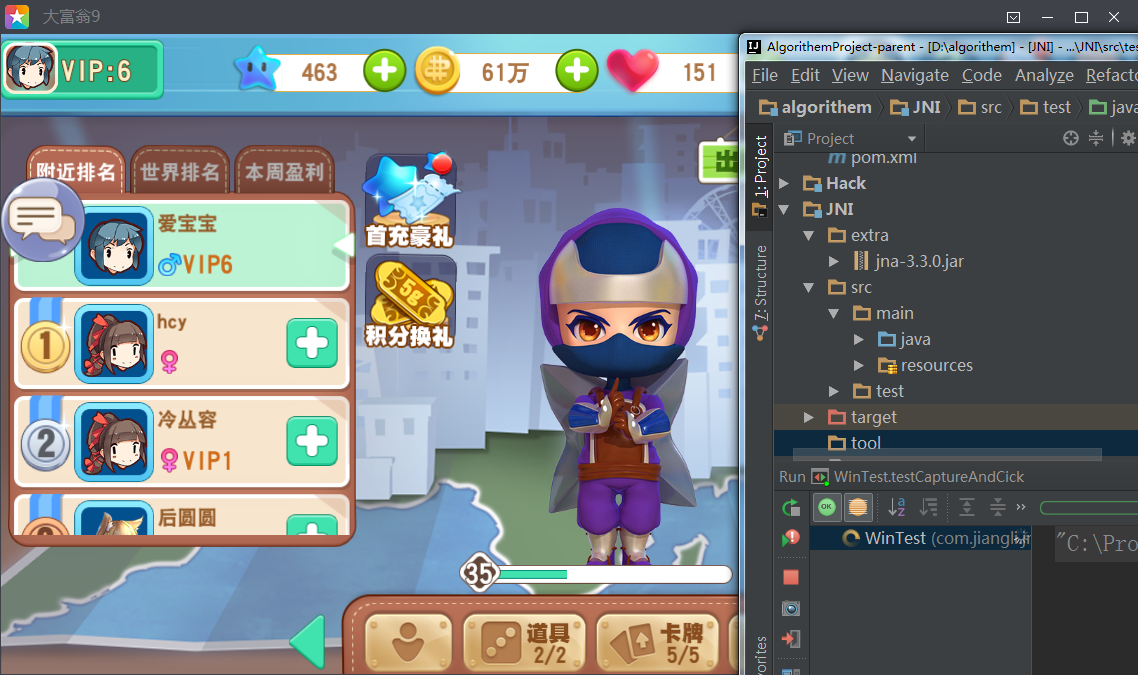 大富翁9
VIP:6
463
61万
151
附近排名
世界排名
本周盈利
爱宝宝
VIP6
1
hcy
2
冷丛容
VIP1
后圆圆
首充豪礼
5g
积分换礼
35
道具
2/2
卡牌
5/5
AlgorithemProject-parent - [D:\algorithem] - [JNI] - ...\JNI\src\tes
File Edit View Navigate Code Analyze Refacto
algorithem JNI src test java
1: Project
Z: Structure
Project
pom.xml
Hack
JNI
extra
jna-3.3.0.jar
src
main
java
resources
test
target
tool
Run WinTest.testCaptureAndCick
OK
WinTest (com.jiangli.jn
"C:\Pro
vorites